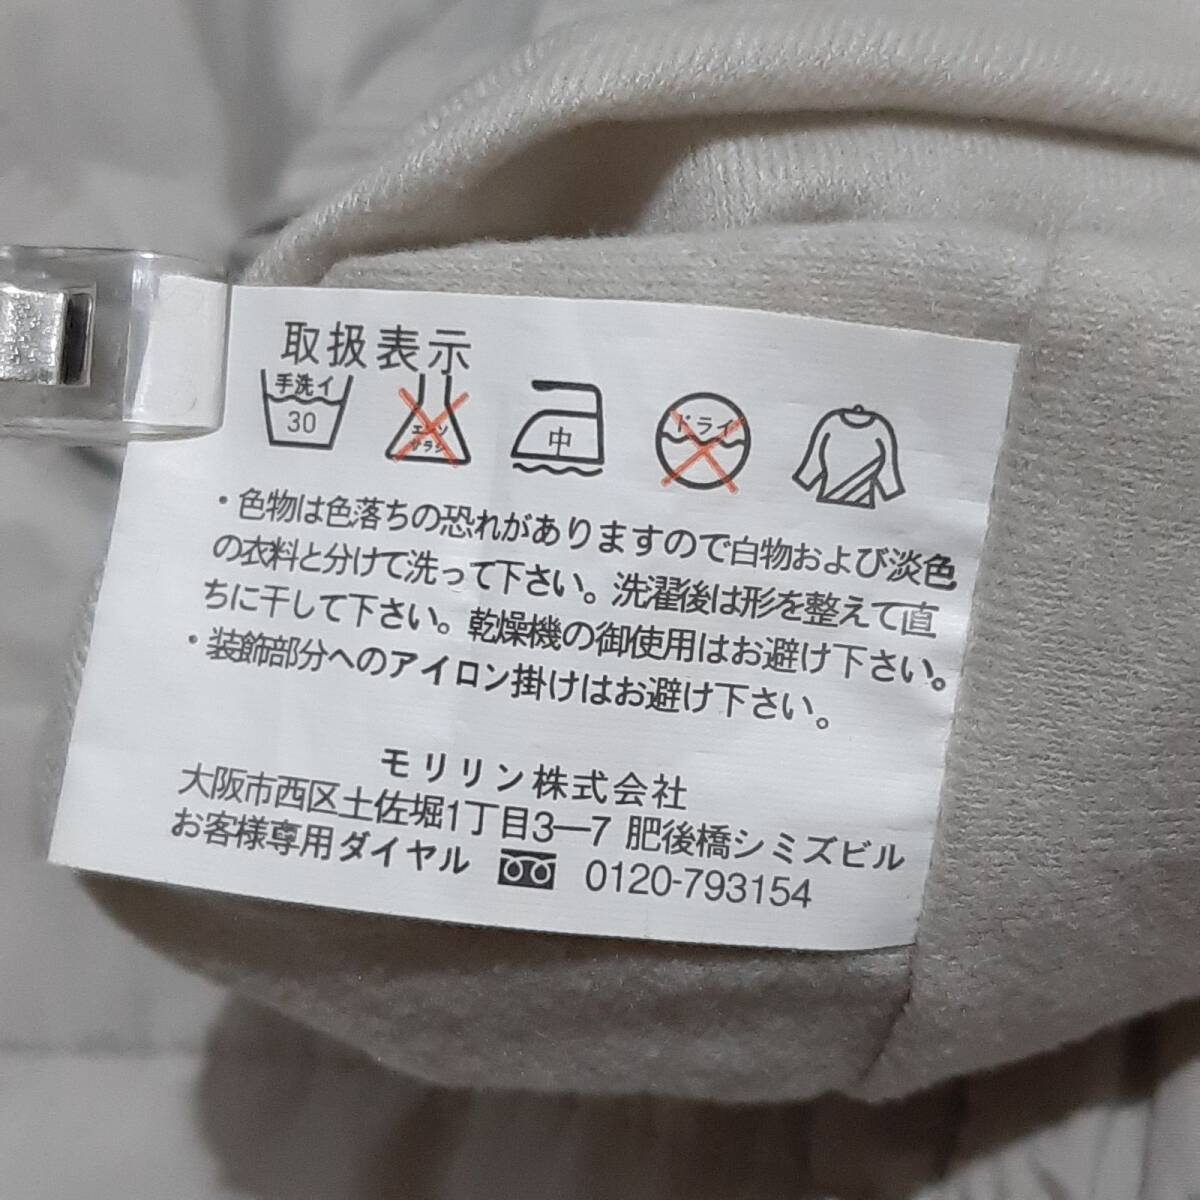 取扱表示
手洗イ 30 エンソ サラシ 中 ドライ
・色物は色落ちの恐れがありますので白物および淡色
の衣料と分けて洗って下さい。洗濯後は形を整えて直
ちに干して下さい。乾燥機の御使用はお避け下さい。
・装飾部分へのアイロン掛けはお避け下さい。
モリリン株式会社
大阪市西区土佐堀1丁目3―7 肥後橋シミズビル
お客様専用ダイヤル 0120-793154